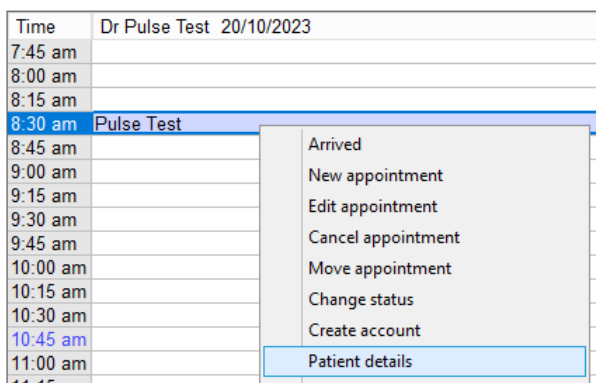 Time Dr Pulse Test 20/10/2023
7:45 am
8:00 am
8:15 am
8:30 am Pulse Test
8:45 am
9:00 am
9:15 am
9:30 am
9:45 am
10:00 am
10:15 am
10:30 am
10:45 am
11:00 am
Arrived
New appointment
Edit appointment
Cancel appointment
Move appointment
Change status
Create account
Patient details